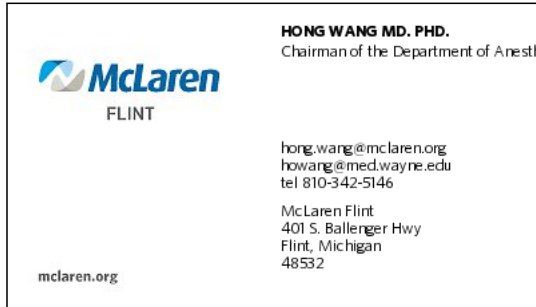 McLaren
FLINT
mclaren.org
HONG WANG MD. PHD.
Chairman of the Department of Anesth
hong.wang@mclaren.org
howang@med.wayne.edu
tel 810-342-5146
McLaren Flint
401 S. Ballenger Hwy
Flint, Michigan
48532